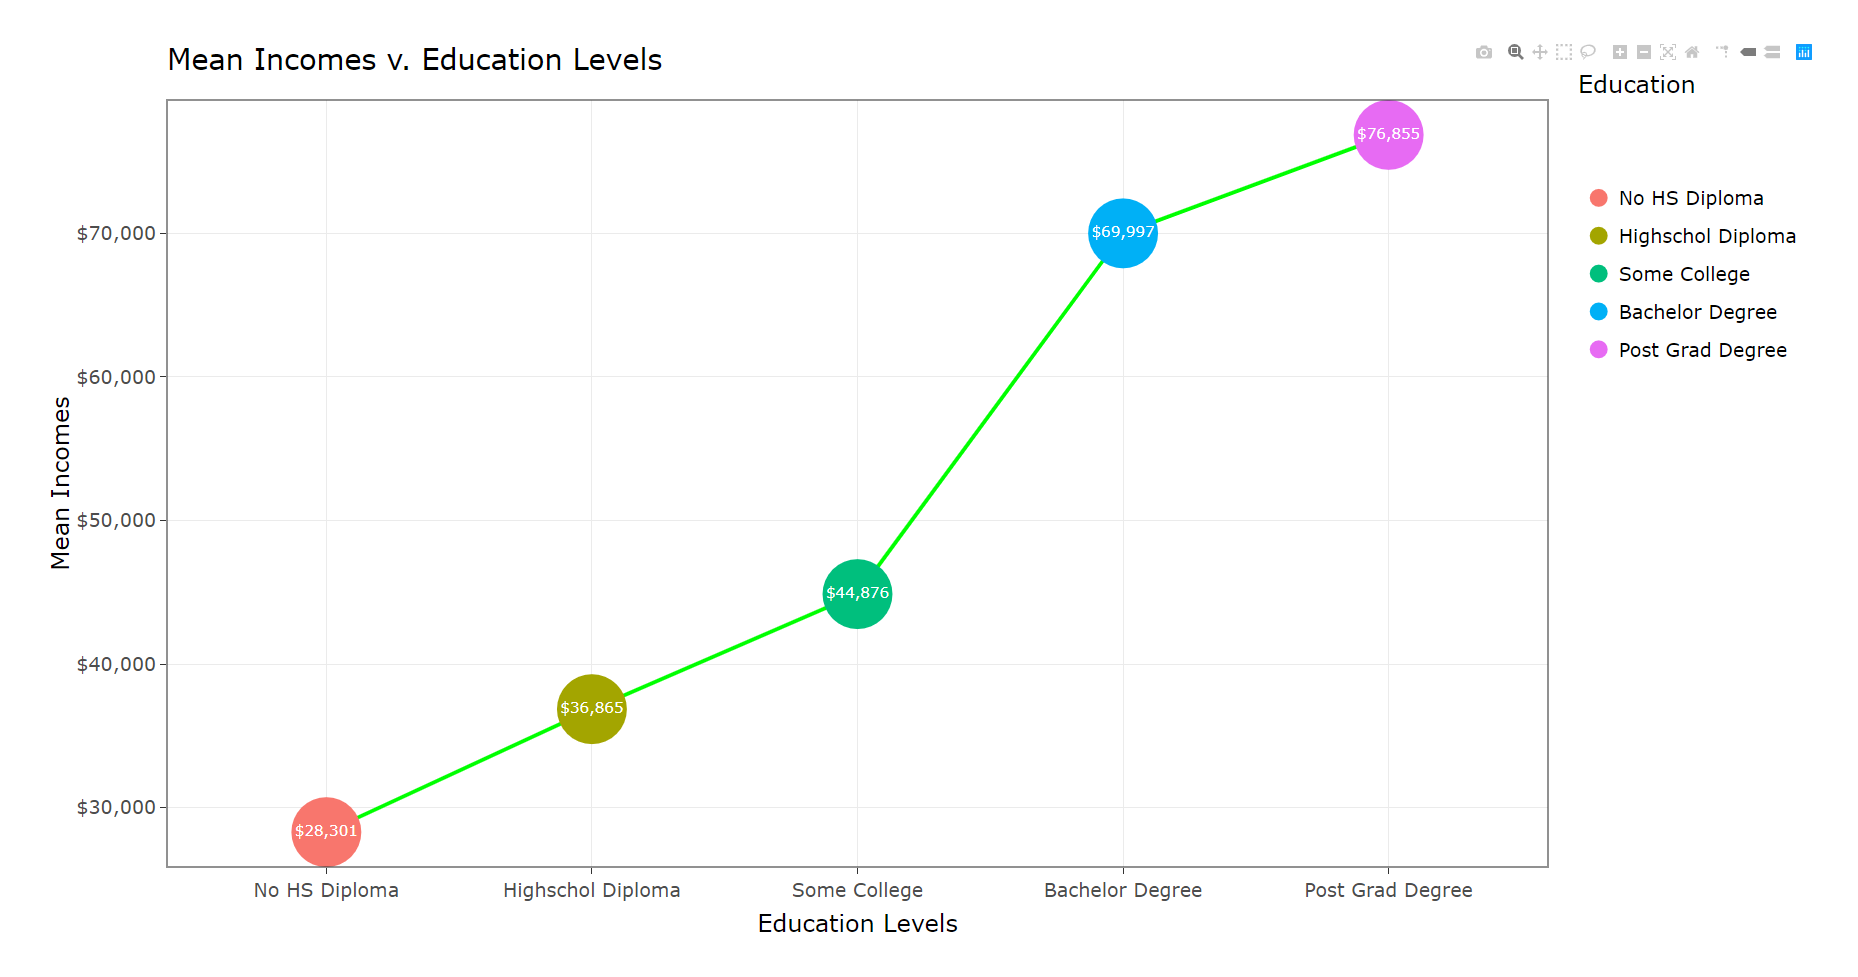 Mean Incomes v. Education Levels
Education
No HS Diploma
Highschol Diploma
Some College
Bachelor Degree
Post Grad Degree
Mean Incomes
$70,000
$60,000
$50,000
$40,000
$30,000
$76,855
$69,997
$44,876
$36,865
$28,301
No HS Diploma
Highschol Diploma
Some College
Bachelor Degree
Post Grad Degree
Education Levels